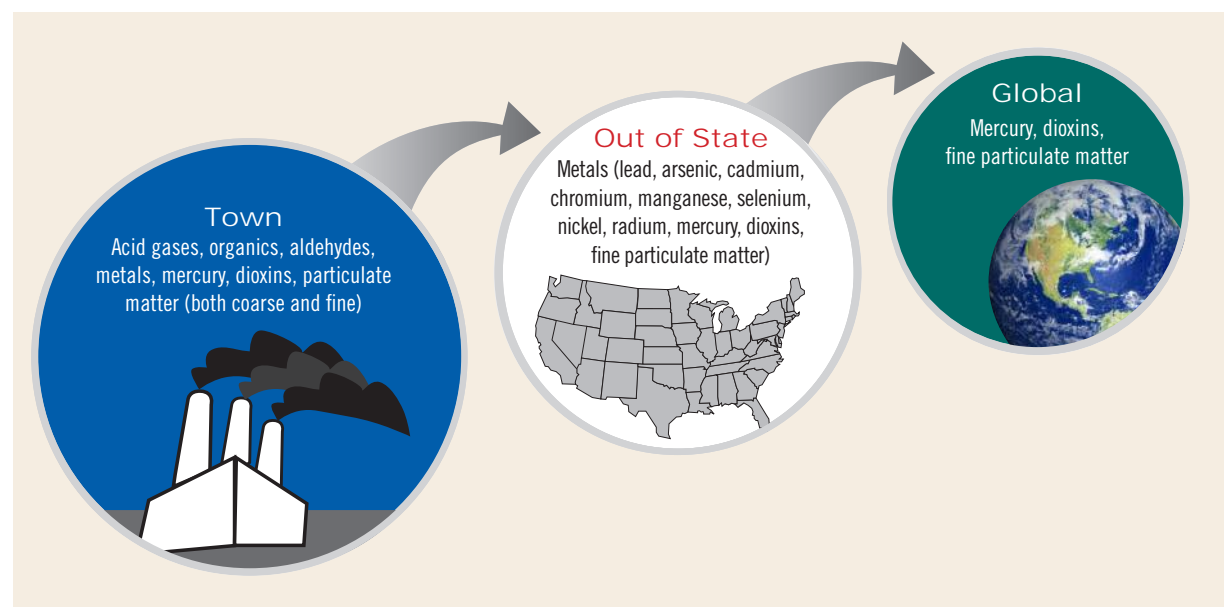 Town
Acid gases, organics, aldehydes,
metals, mercury, dioxins, particulate
matter (both coarse and fine)
Out of State
Metals (lead, arsenic, cadmium,
chromium, manganese, selenium,
nickel, radium, mercury, dioxins,
fine particulate matter)
Global
Mercury, dioxins,
fine particulate matter